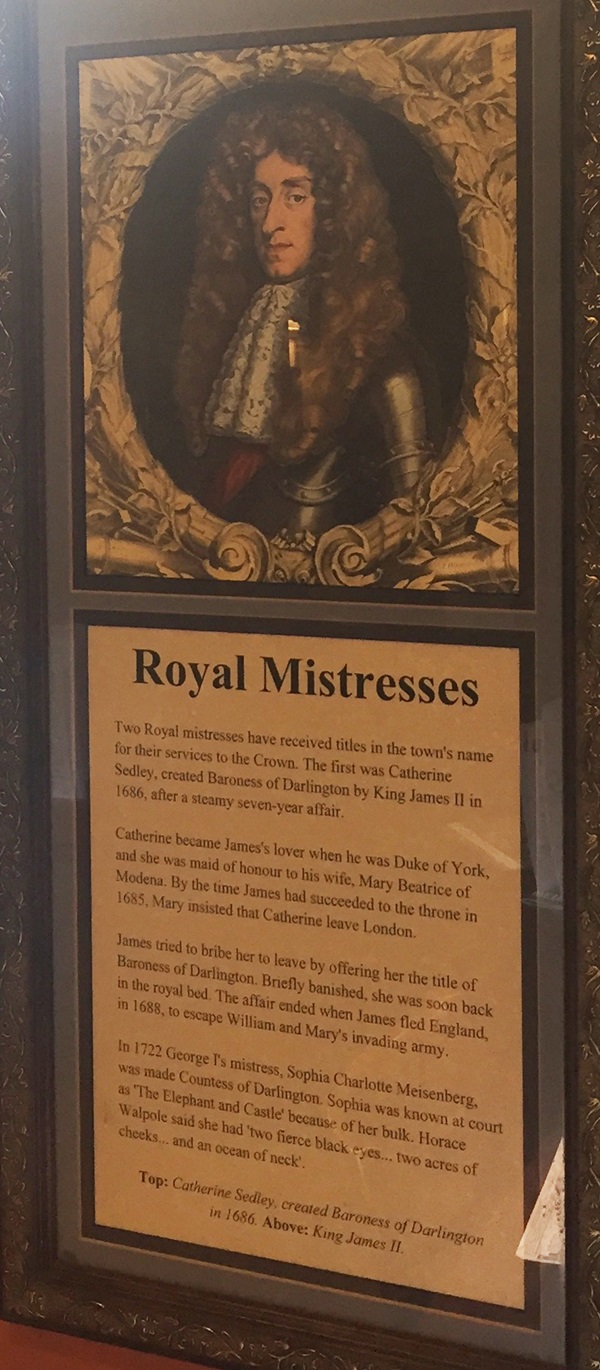 Royal Mistresses
Two Royal mistresses have received titles in the town's name
for their services to the Crown. The first was Catherine
Sedley, created Baroness of Darlington by King James II in
1686, after a steamy seven-year affair.
Catherine became James's lover when he was Duke of York,
and she was maid of honour to his wife, Mary Beatrice of
Modena. By the time James had succeeded to the throne in
1685, Mary insisted that Catherine leave London.
James tried to bribe her to leave by offering her the title of
Baroness of Darlington. Briefly banished, she was soon back
in the royal bed. The affair ended when James fled England,
in 1688, to escape William and Mary's invading army.
In 1722 George I's mistress, Sophia Charlotte Meisenberg,
was made Countess of Darlington. Sophia was known at court
as 'The Elephant and Castle' because of her bulk. Horace
Walpole said she had 'two fierce black eyes... two acres of
cheeks... and an ocean of neck'.
Top: Catherine Sedley, created Baroness of Darlington
in 1686. Above: King James II.